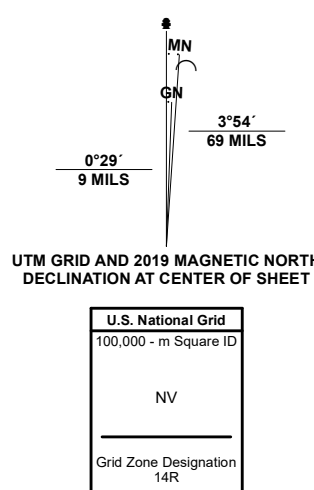 MN
GN
3°54´
69 MILS
0°29´
9 MILS
UTM GRID AND 2019 MAGNETIC NORTH
DECLINATION AT CENTER OF SHEET
U.S. National Grid
100,000 - m Square ID
NV
Grid Zone Designation
14R